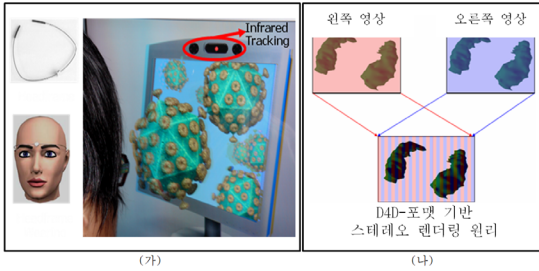 Infrared
Tracking
왼쪽 영상
오른쪽 영상
D4D-포맷 기반
스테레오 렌더링 원리
(가)
(나)